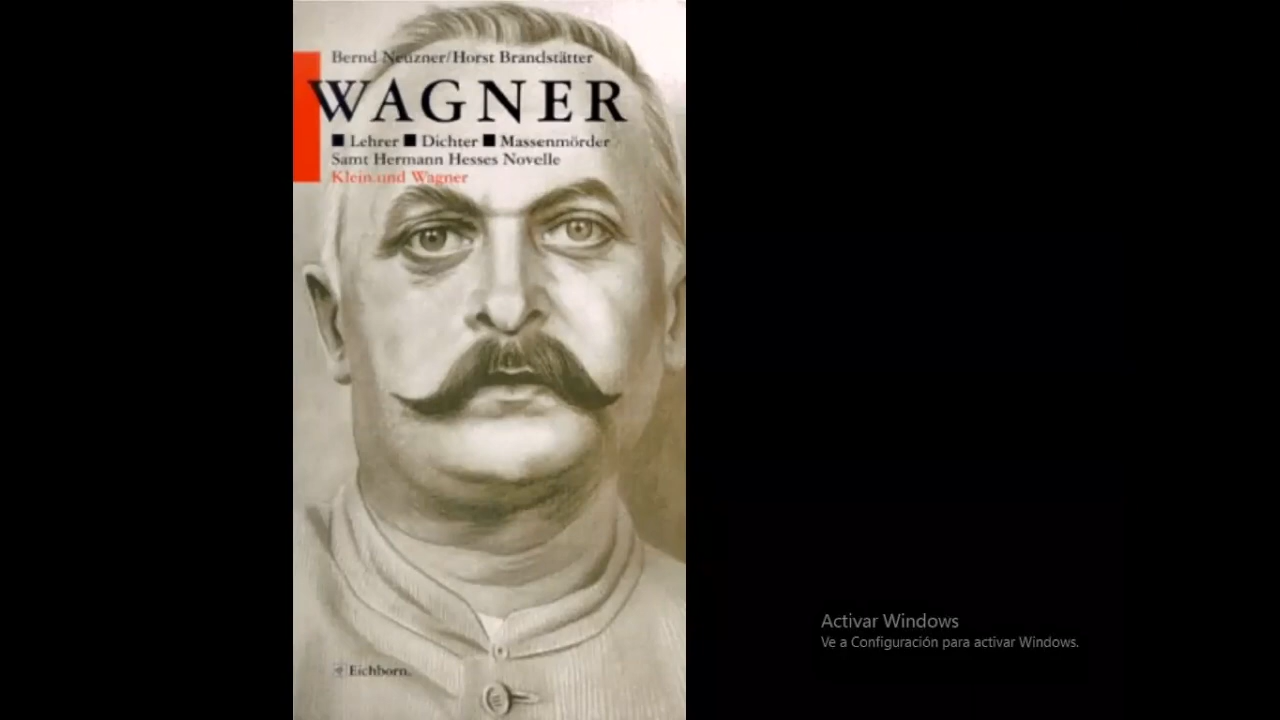 Bernd Neuzner/Horst Brandstätter
WAGNER
■ Lehrer ■ Dichter ■ Massenmörder
Samt Hermann Hesses Novelle
Klein und Wagner
Eichborn.
Activar Windows
Ve a Configuración para activar Windows.